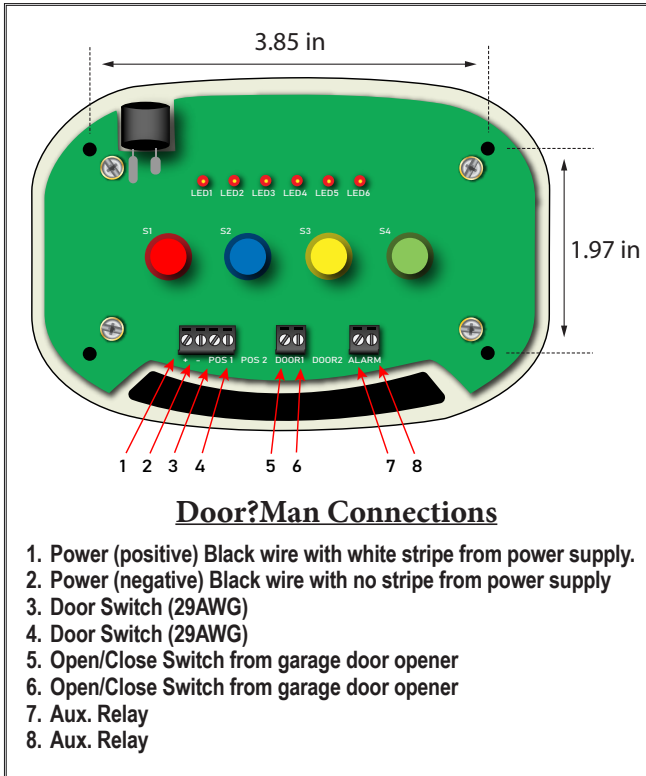 3.85 in
LED1 LED2 LED3 LED4 LED5 LED6
S1 S2 S3 S4
1.97 in
+ - POS 1 POS 2 DOOR1 DOOR2 ALARM
1 2 3 4 5 6 7 8
Door?Man Connections
1. Power (positive) Black wire with white stripe from power supply.
2. Power (negative) Black wire with no stripe from power supply
3. Door Switch (29AWG)
4. Door Switch (29AWG)
5. Open/Close Switch from garage door opener
6. Open/Close Switch from garage door opener
7. Aux. Relay
8. Aux. Relay